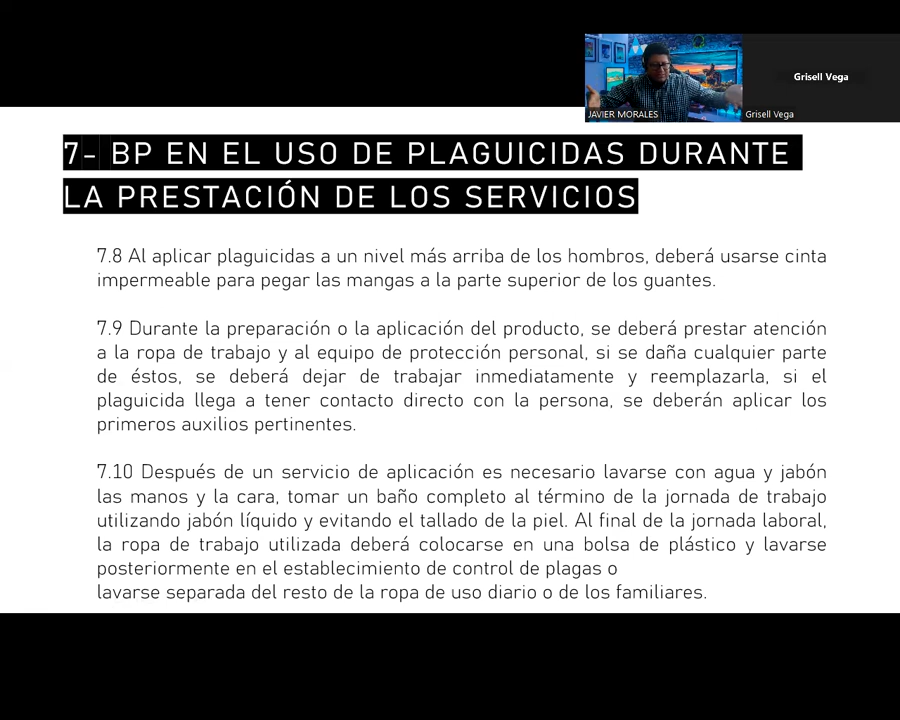 Grisell Vega
JAVIER MORALES
Grisell Vega
7- BP EN EL USO DE PLAGUICIDAS DURANTE
LA PRESTACIÓN DE LOS SERVICIOS
7.8 Al aplicar plaguicidas a un nivel más arriba de los hombros, deberá usarse cinta
impermeable para pegar las mangas a la parte superior de los guantes.
7.9 Durante la preparación o la aplicación del producto, se deberá prestar atención
a la ropa de trabajo y al equipo de protección personal, si se daña cualquier parte
de éstos, se deberá dejar de trabajar inmediatamente y reemplazarla, si el
plaguicida llega a tener contacto directo con la persona, se deberán aplicar los
primeros auxilios pertinentes.
7.10 Después de un servicio de aplicación es necesario lavarse con agua y jabón
las manos y la cara, tomar un baño completo al término de la jornada de trabajo
utilizando jabón líquido y evitando el tallado de la piel. Al final de la jornada laboral,
la ropa de trabajo utilizada deberá colocarse en una bolsa de plástico y lavarse
posteriormente en el establecimiento de control de plagas o
lavarse separada del resto de la ropa de uso diario o de los familiares.